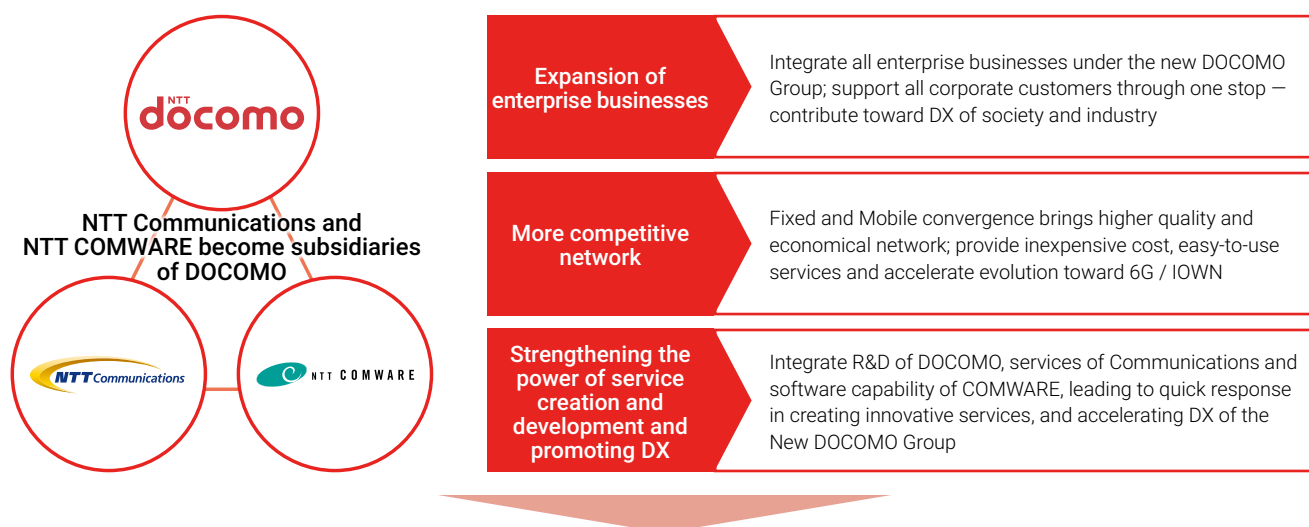 NTT
docomo
NTT Communications and
NTT COMWARE become subsidiaries
of DOCOMO
NTT Communications
NTT COMWARE
Expansion of
enterprise businesses
Integrate all enterprise businesses under the new DOCOMO
Group; support all corporate customers through one stop —
contribute toward DX of society and industry
More competitive
network
Fixed and Mobile convergence brings higher quality and
economical network; provide inexpensive cost, easy-to-use
services and accelerate evolution toward 6G / IOWN
Strengthening the
power of service
creation and
development and
promoting DX
Integrate R&D of DOCOMO, services of Communications and
software capability of COMWARE, leading to quick response
in creating innovative services, and accelerating DX of the
New DOCOMO Group